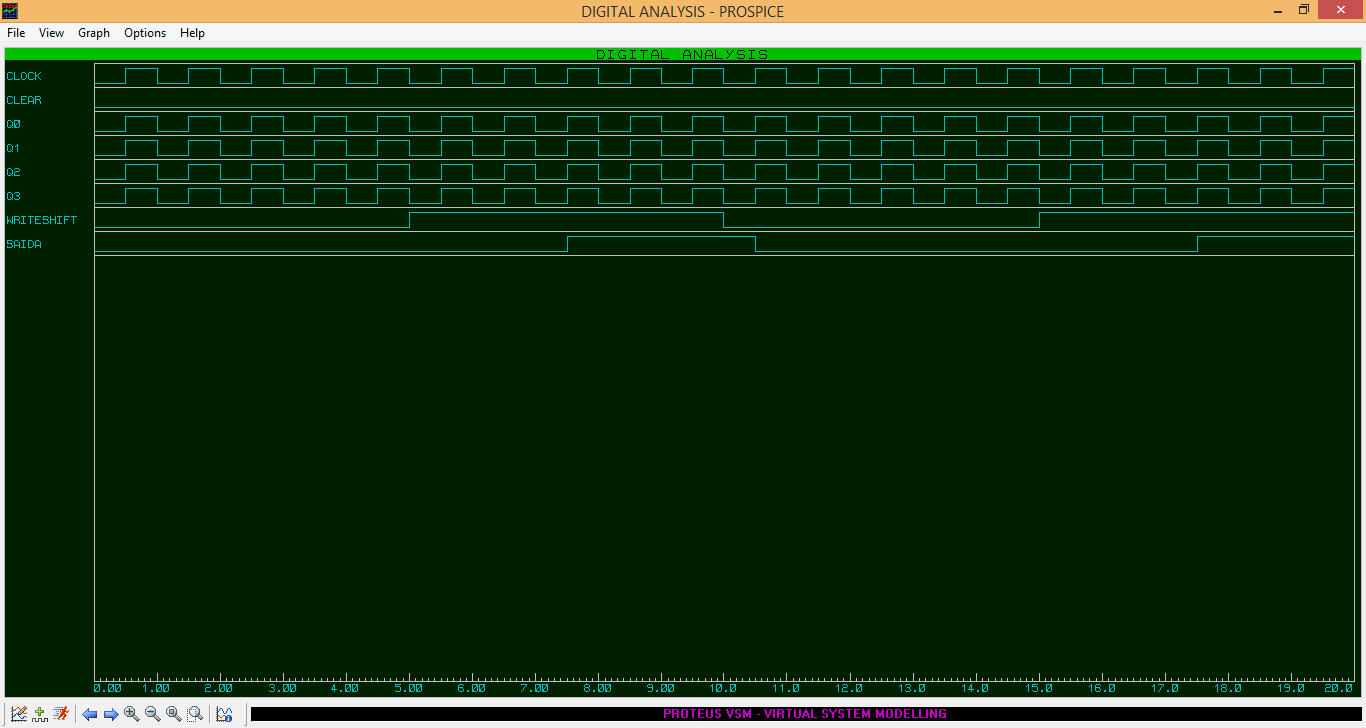 DIGITAL ANALYSIS - PROSPICE
File View Graph Options Help
DIGITAL ANALYSIS
CLOCK
CLEAR
Q0
Q1
Q2
Q3
WRITESHIFT
SAIDA
0.00 1.00 2.00 3.00 4.00 5.00 6.00 7.00 8.00 9.00 10.0 11.0 12.0 13.0 14.0 15.0 16.0 17.0 18.0 19.0 20.0
PROTEUS VSM - VIRTUAL SYSTEM MODELLING